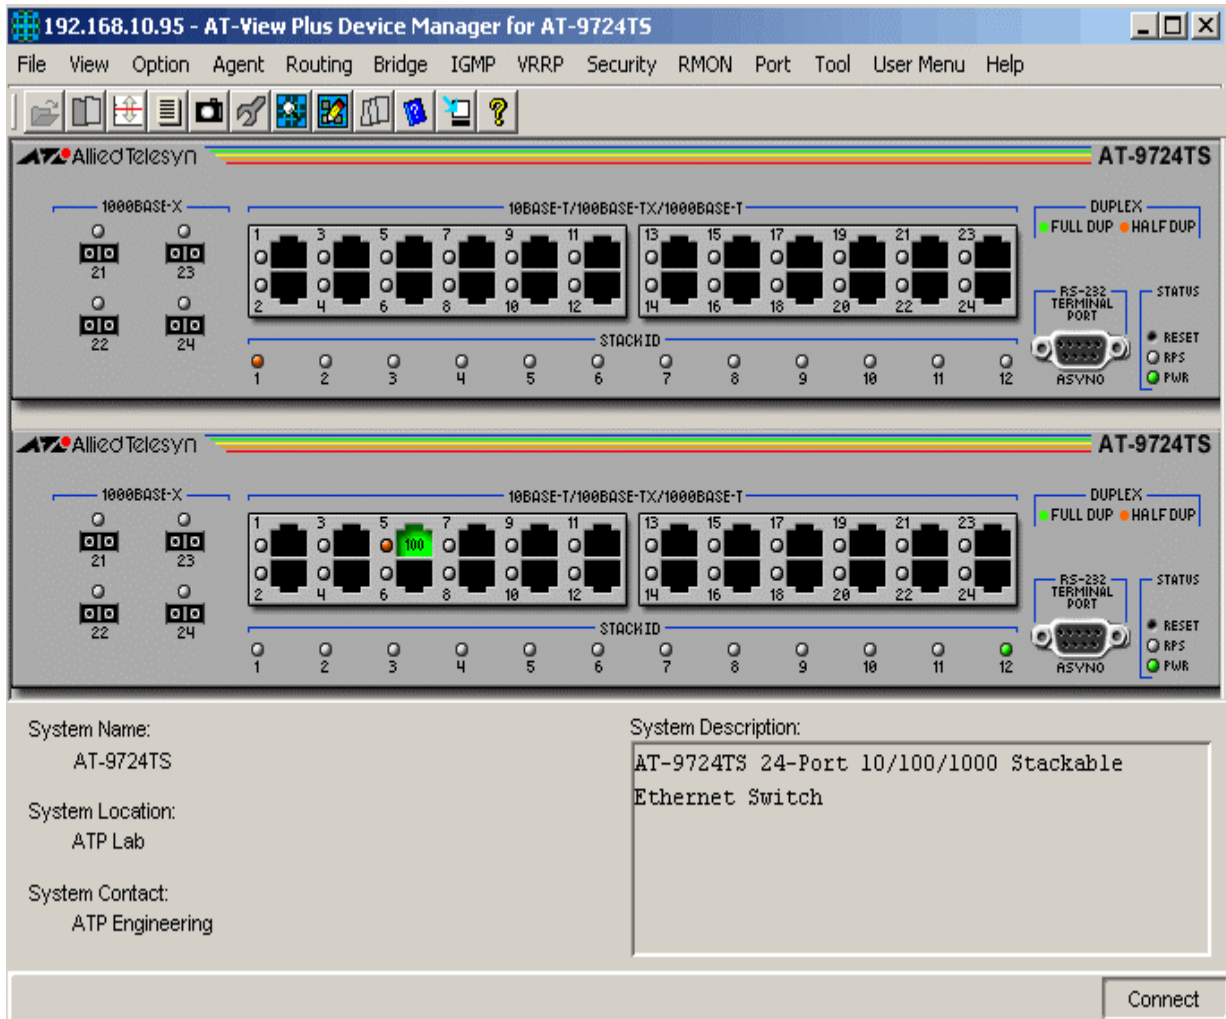 192.168.10.95 - AT-View Plus Device Manager for AT-9724TS
File View Option Agent Routing Bridge IGMP VRRP Security RMON Port Tool User Menu Help
Allied Telesyn AT-9724TS
1000BASE-X 10BASE-T/100BASE-TX/1000BASE-T DUPLEX
FULL DUP HALF DUP
1 3 5 7 9 11 13 15 17 19 21 23
21 23
2 4 6 8 10 12 14 16 18 20 22 24
22 24
RS-232 TERMINAL PORT
STATUS
STACK ID
RESET
RPS
PWR
1 2 3 4 5 6 7 8 9 10 11 12
ASYNO
Allied Telesyn AT-9724TS
1000BASE-X 10BASE-T/100BASE-TX/1000BASE-T DUPLEX
FULL DUP HALF DUP
1 3 5 7 9 11 13 15 17 19 21 23
100
21 23
2 4 6 8 10 12 14 16 18 20 22 24
22 24
RS-232 TERMINAL PORT
STATUS
STACK ID
RESET
RPS
PWR
1 2 3 4 5 6 7 8 9 10 11 12
ASYNO
System Name:
AT-9724TS
System Location:
ATP Lab
System Contact:
ATP Engineering
System Description:
AT-9724TS 24-Port 10/100/1000 Stackable
Ethernet Switch
Connect